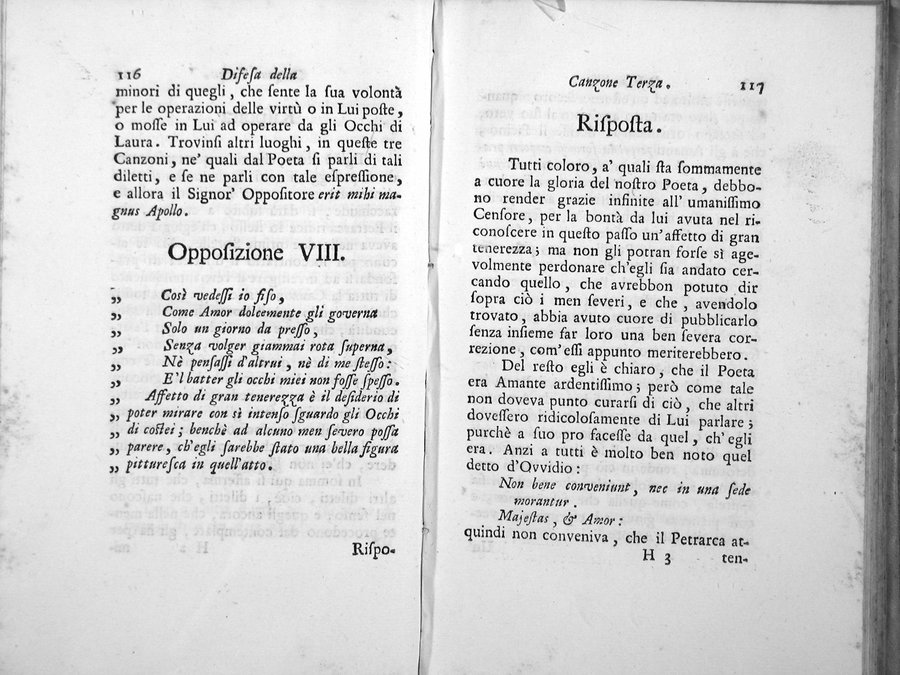 116 Difeſa della
minori di quegli, che ſente la ſua volontà
per le operazioni delle virtù o in Lui poſte,
o moſſe in Lui ad operare da gli Occhi di
Laura. Trovinſi altri luoghi, in queſte tre
Canzoni, ne' quali dal Poeta ſi parli di tali
diletti, e ſe ne parli con tale eſpreſſione,
e allora il Signor' Oppoſitore erit mihi ma-
gnus Apollo.
Oppoſizione VIII.
„ Così vedeſſi io fiſo,
„ Come Amor dolcemente gli governa
„ Solo un giorno da preſſo,
„ Senza volger giammai rota ſuperna,
„ Nè penſaſſi d'altrui, nè di me ſteſſo:
„ E'l batter gli occhi miei non foſſe ſpeſſo.
„ Affetto di gran tenerezza è il deſiderio di
„ poter mirare con sì intenſo ſguardo gli Occhi
„ di coſtei; benchè ad alcuno men ſevero poſſa
„ parere, ch'egli ſarebbe ſtato una bella figura
„ pittureſca in quell'atto.
Riſpo-
Canzone Terza. 117
Riſpoſta.
Tutti coloro, a' quali ſta ſommamente
a cuore la gloria del noſtro Poeta, debbo-
no render grazie infinite all' umaniſſimo
Cenſore, per la bontà da lui avuta nel ri-
conoſcere in queſto paſſo un'affetto di gran
tenerezza; ma non gli potran forſe sì age-
volmente perdonare ch'egli ſia andato cer-
cando quello, che avrebbon potuto dir
ſopra ciò i men ſeveri, e che, avendolo
trovato, abbia avuto cuore di pubblicarlo
ſenza inſieme far loro una ben ſevera cor-
rezione, com'eſſi appunto meriterebbero.
Del reſto egli è chiaro, che il Poeta
era Amante ardentiſſimo; però come tale
non doveva punto curarſi di ciò, che altri
doveſſero ridicoloſamente di Lui parlare;
purchè a ſuo pro faceſſe da quel, ch'egli
era. Anzi a tutti è molto ben noto quel
detto d'Ovvidio:
Non bene conveniunt, nec in una ſede
morantur.
Majeſtas, & Amor:
quindi non conveniva, che il Petrarca at-
H 3 ten-